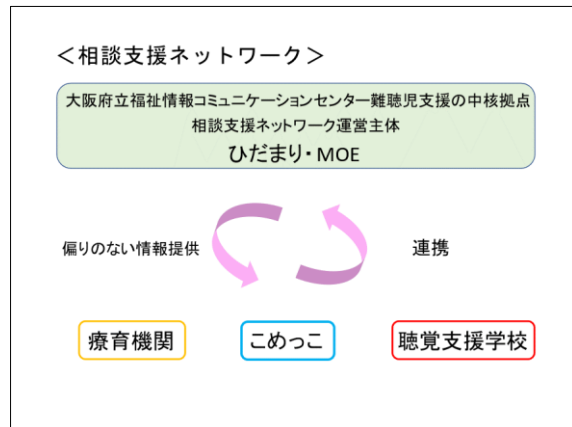 ＜相談支援ネットワーク＞
大阪府立福祉情報コミュニケーションセンター難聴児支援の中核拠点
相談支援ネットワーク運営主体
ひだまり・MOE
偏りのない情報提供
連携
療育機関
こめっこ
聴覚支援学校